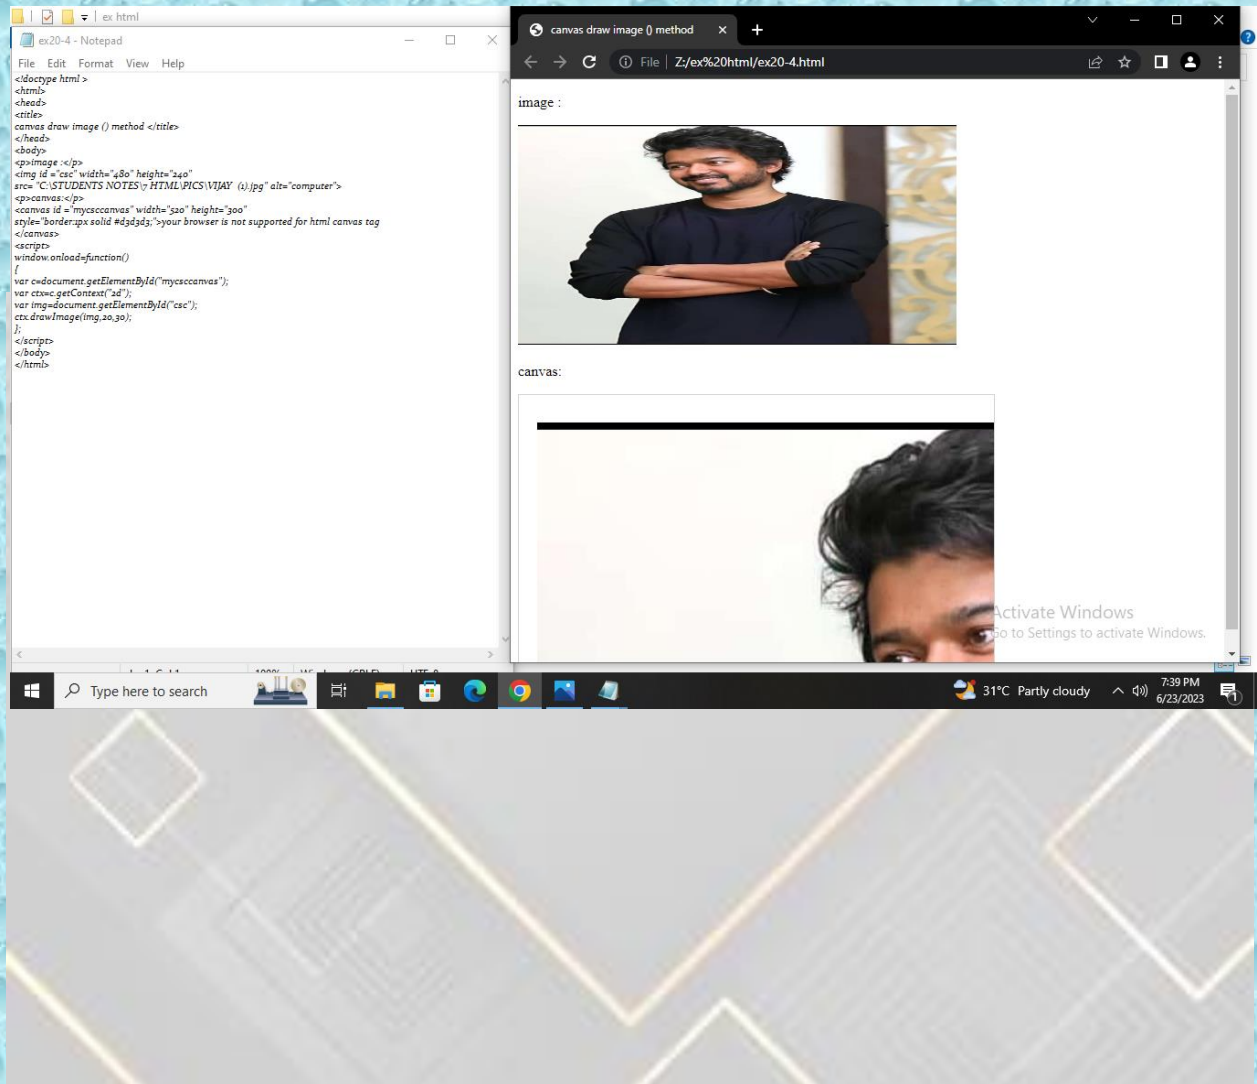 ex html
ex20-4 - Notepad
File Edit Format View Help
<!doctype html >
<html>
<head>
<title>
canvas draw image () method </title>
</head>
<body>
<p>image :</p>
<img id ="csc" width="480" height="240"
src= "C:\STUDENTS NOTES\7 HTML\PICS\VIJAY (1).jpg" alt="computer">
<p>canvas:</p>
<canvas id ="mycsccanvas" width="520" height="300"
style="border:1px solid #d3d3d3;">your browser is not supported for html canvas tag
</canvas>
<script>
window.onload=function()
{
var c=document.getElementById("mycsccanvas");
var ctx=c.getContext("2d");
var img=document.getElementById("csc");
ctx.drawImage(img,20,30);
};
</script>
</body>
</html>
canvas draw image () method
File Z:/ex%20html/ex20-4.html
image :
canvas:
Activate Windows
Go to Settings to activate Windows.
Type here to search
31°C Partly cloudy
7:39 PM
6/23/2023
1